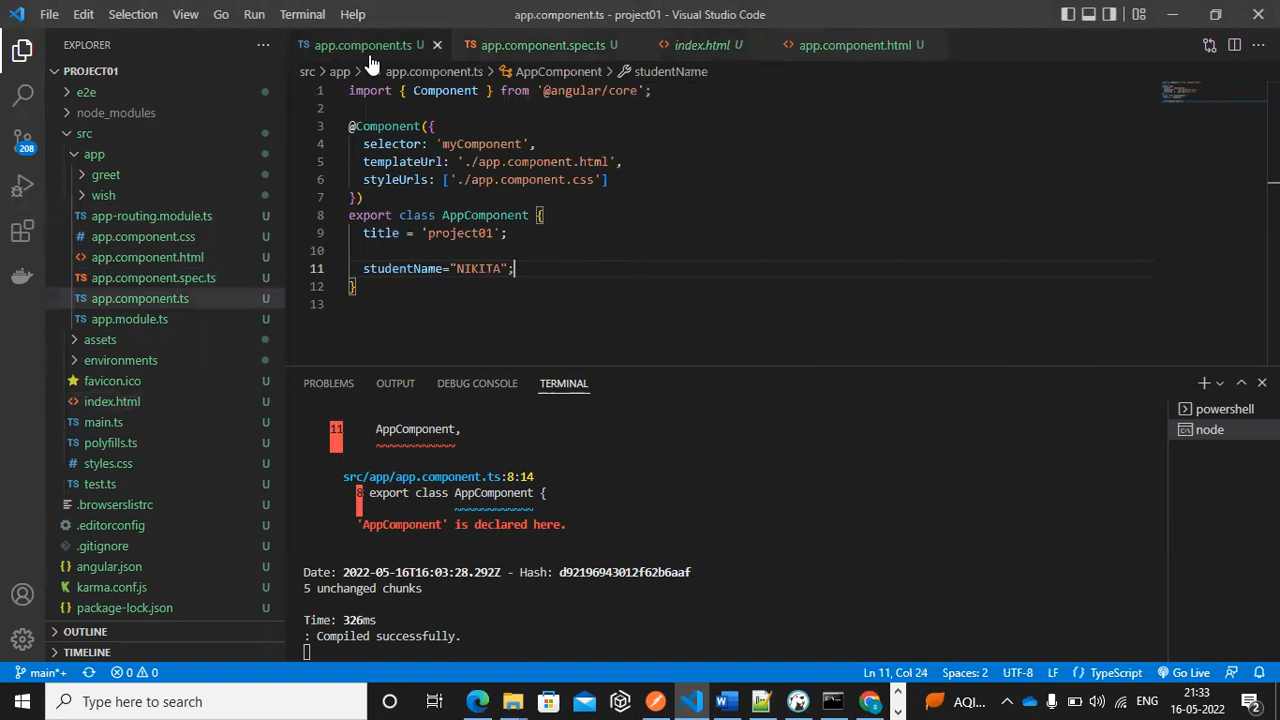 File Edit Selection View Go Run Terminal Help app.component.ts - project01 - Visual Studio Code
EXPLORER
PROJECT01
e2e
node_modules
src
app
greet
wish
app-routing.module.ts U
app.component.css U
app.component.html U
app.component.spec.ts U
app.component.ts U
app.module.ts U
assets
environments
favicon.ico U
index.html U
main.ts U
polyfills.ts U
styles.css U
test.ts U
.browserslistrc U
.editorconfig U
.gitignore U
angular.json U
karma.conf.js U
package-lock.json U
OUTLINE
TIMELINE
208
TS app.component.ts U app.component.spec.ts U index.html U app.component.html U
src > app > app.component.ts > AppComponent > studentName
1 import { Component } from '@angular/core';
2
3 @Component({
4 selector: 'myComponent',
5 templateUrl: './app.component.html',
6 styleUrls: ['./app.component.css']
7 })
8 export class AppComponent {
9 title = 'project01';
10
11 studentName="NIKITA";
12 }
13
PROBLEMS OUTPUT DEBUG CONSOLE TERMINAL
powershell
node
11 AppComponent,
~~~~~~~~~~~~
src/app/app.component.ts:8:14
8 export class AppComponent {
~~~~~~~~~~~~
'AppComponent' is declared here.
Date: 2022-05-16T16:03:28.292Z - Hash: d92196943012f62b6aaf
5 unchanged chunks
Time: 326ms
: Compiled successfully.
main*+ 0 0 Ln 11, Col 24 Spaces: 2 UTF-8 LF TypeScript Go Live
Type here to search AQI... ENG 21:33
16-05-2022 2